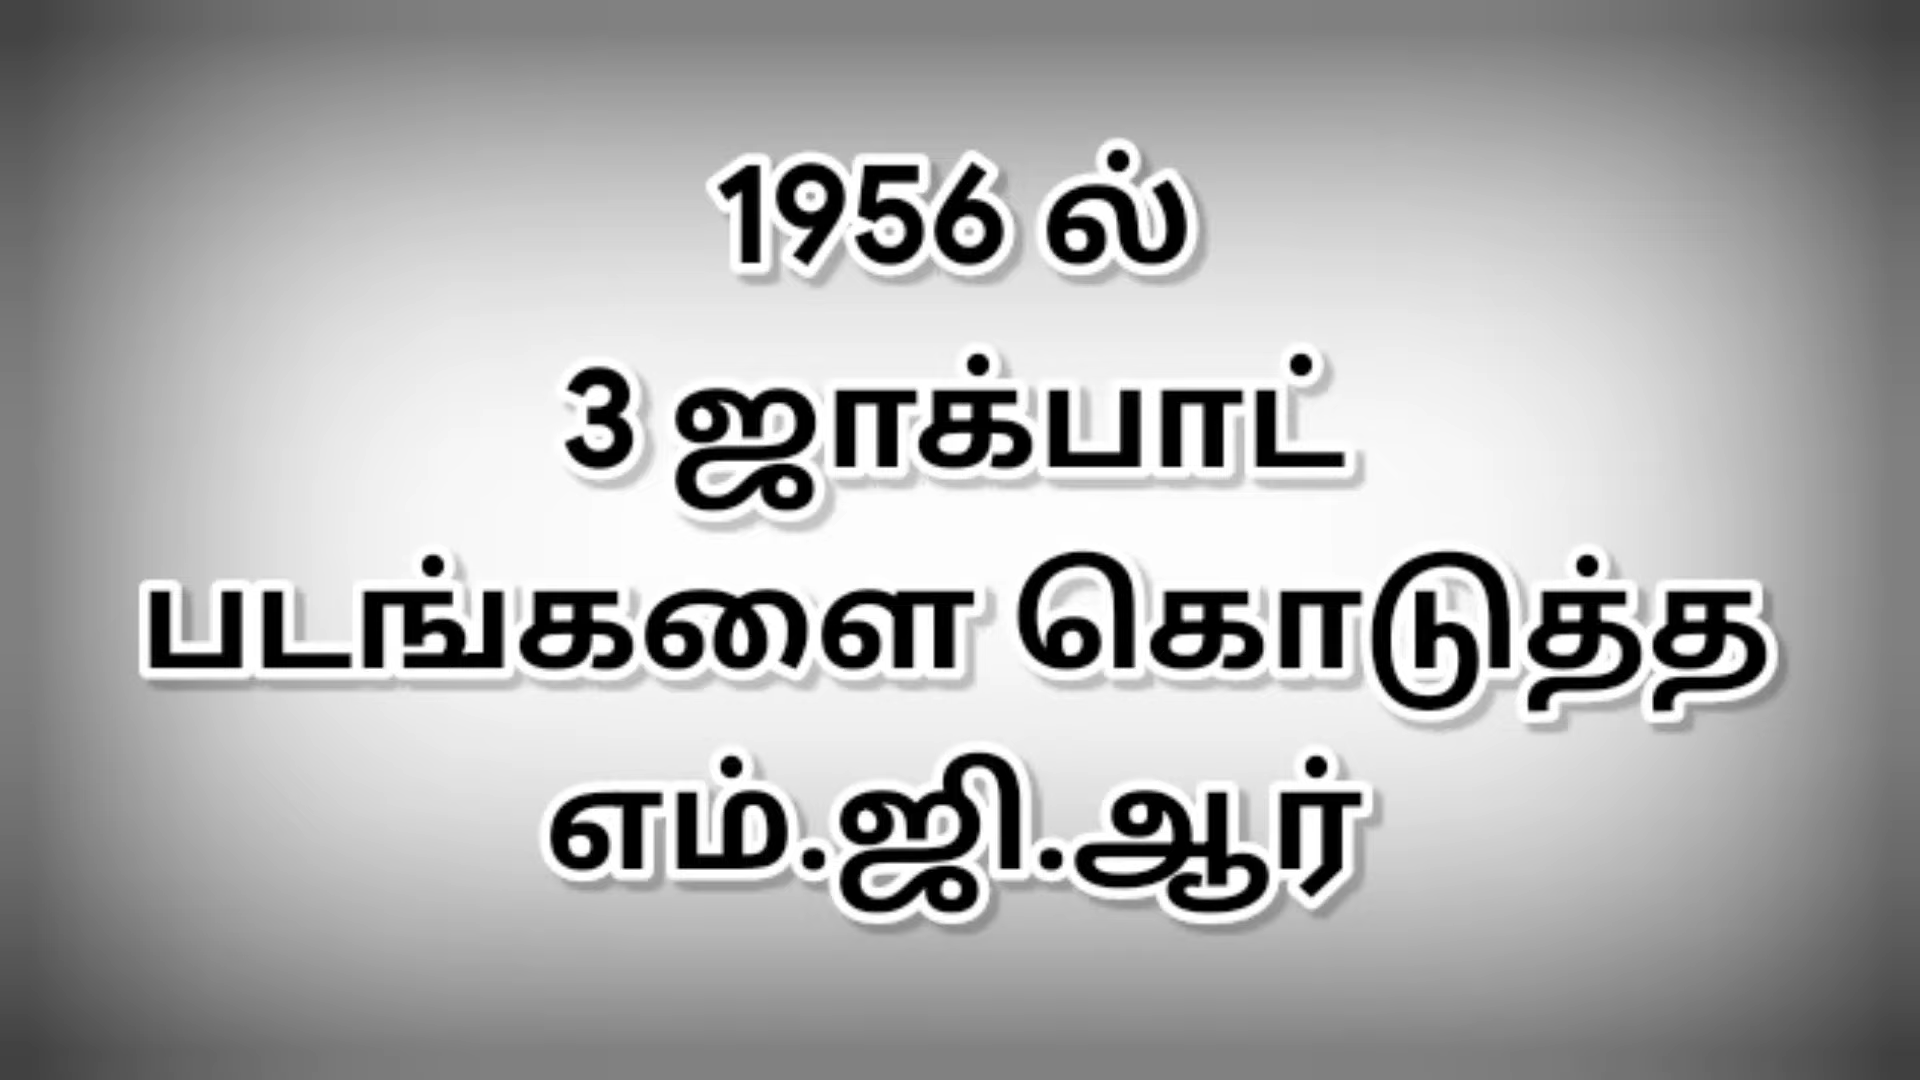 1956 ல்
3 ஜாக்பாட்
படங்களை கொடுத்த
எம்.ஜி.ஆர்